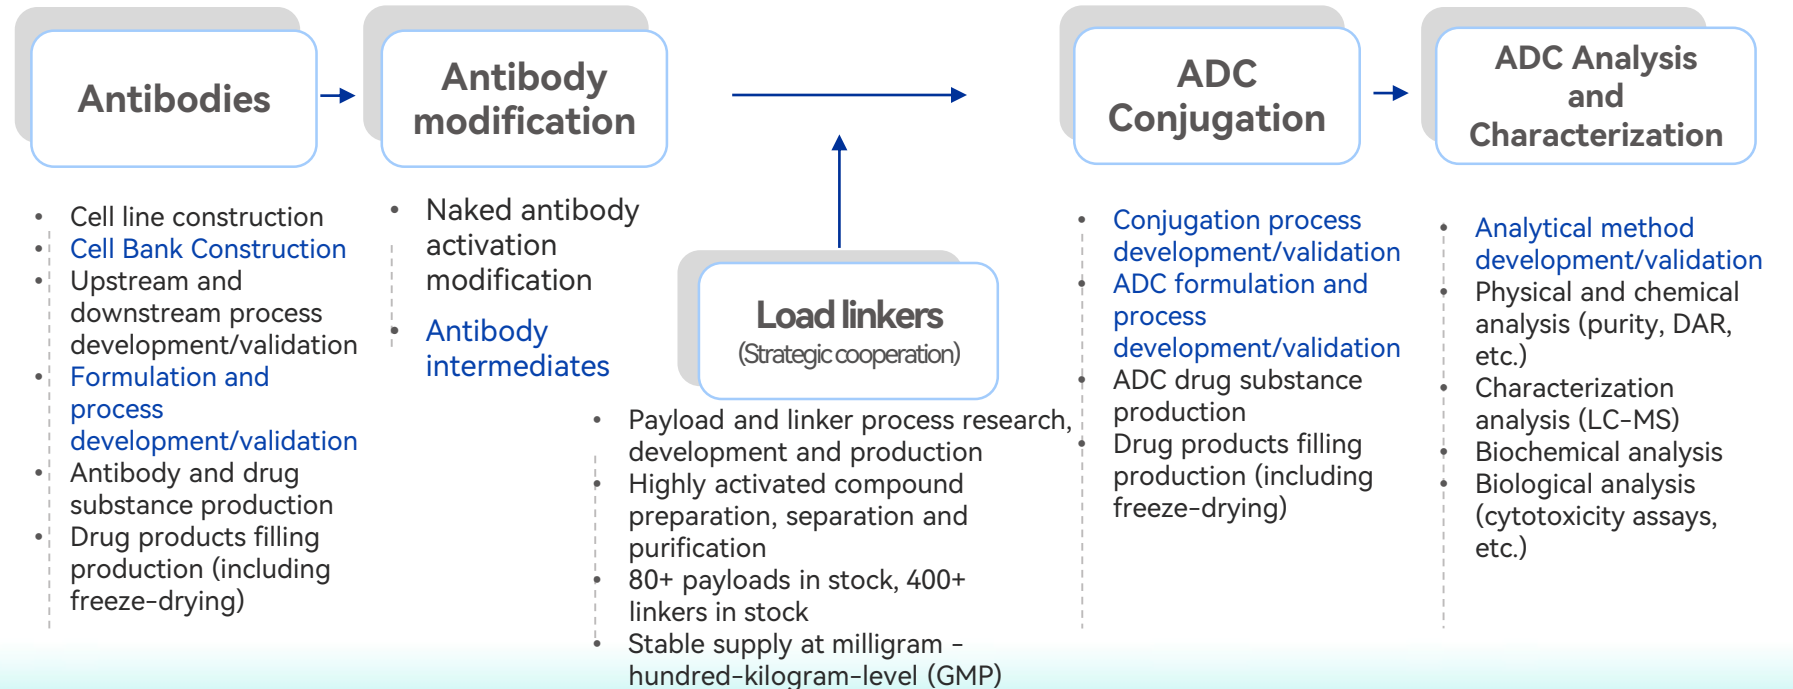 Antibodies
• Cell line construction
• Cell Bank Construction
• Upstream and
downstream process
development/validation
• Formulation and
process
development/validation
• Antibody and drug
substance production
• Drug products filling
production (including
freeze-drying)
Antibody
modification
• Naked antibody
activation
modification
• Antibody
intermediates
Load linkers
(Strategic cooperation)
• Payload and linker process research,
development and production
• Highly activated compound
preparation, separation and
purification
• 80+ payloads in stock, 400+
linkers in stock
• Stable supply at milligram -
hundred-kilogram-level (GMP)
ADC
Conjugation
• Conjugation process
development/validation
• ADC formulation and
process
development/validation
• ADC drug substance
production
• Drug products filling
production (including
freeze-drying)
ADC Analysis
and
Characterization
• Analytical method
development/validation
• Physical and chemical
analysis (purity, DAR,
etc.)
• Characterization
analysis (LC-MS)
• Biochemical analysis
• Biological analysis
(cytotoxicity assays,
etc.)